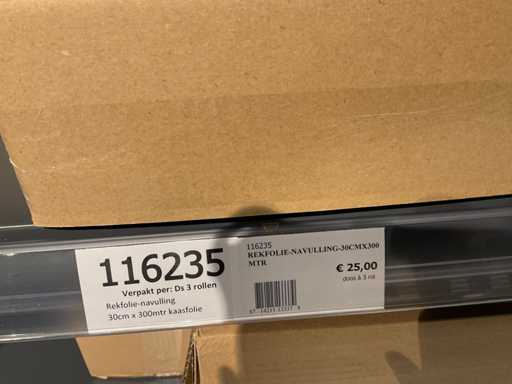 116235
Verpakt per: Ds 3 rollen
Rekfolie-navulling
30cm x 300mtr kaasfolie
116235
REKFOLIE-NAVULLING-30CMX300
MTR
€ 25,00
doos à 3 rol